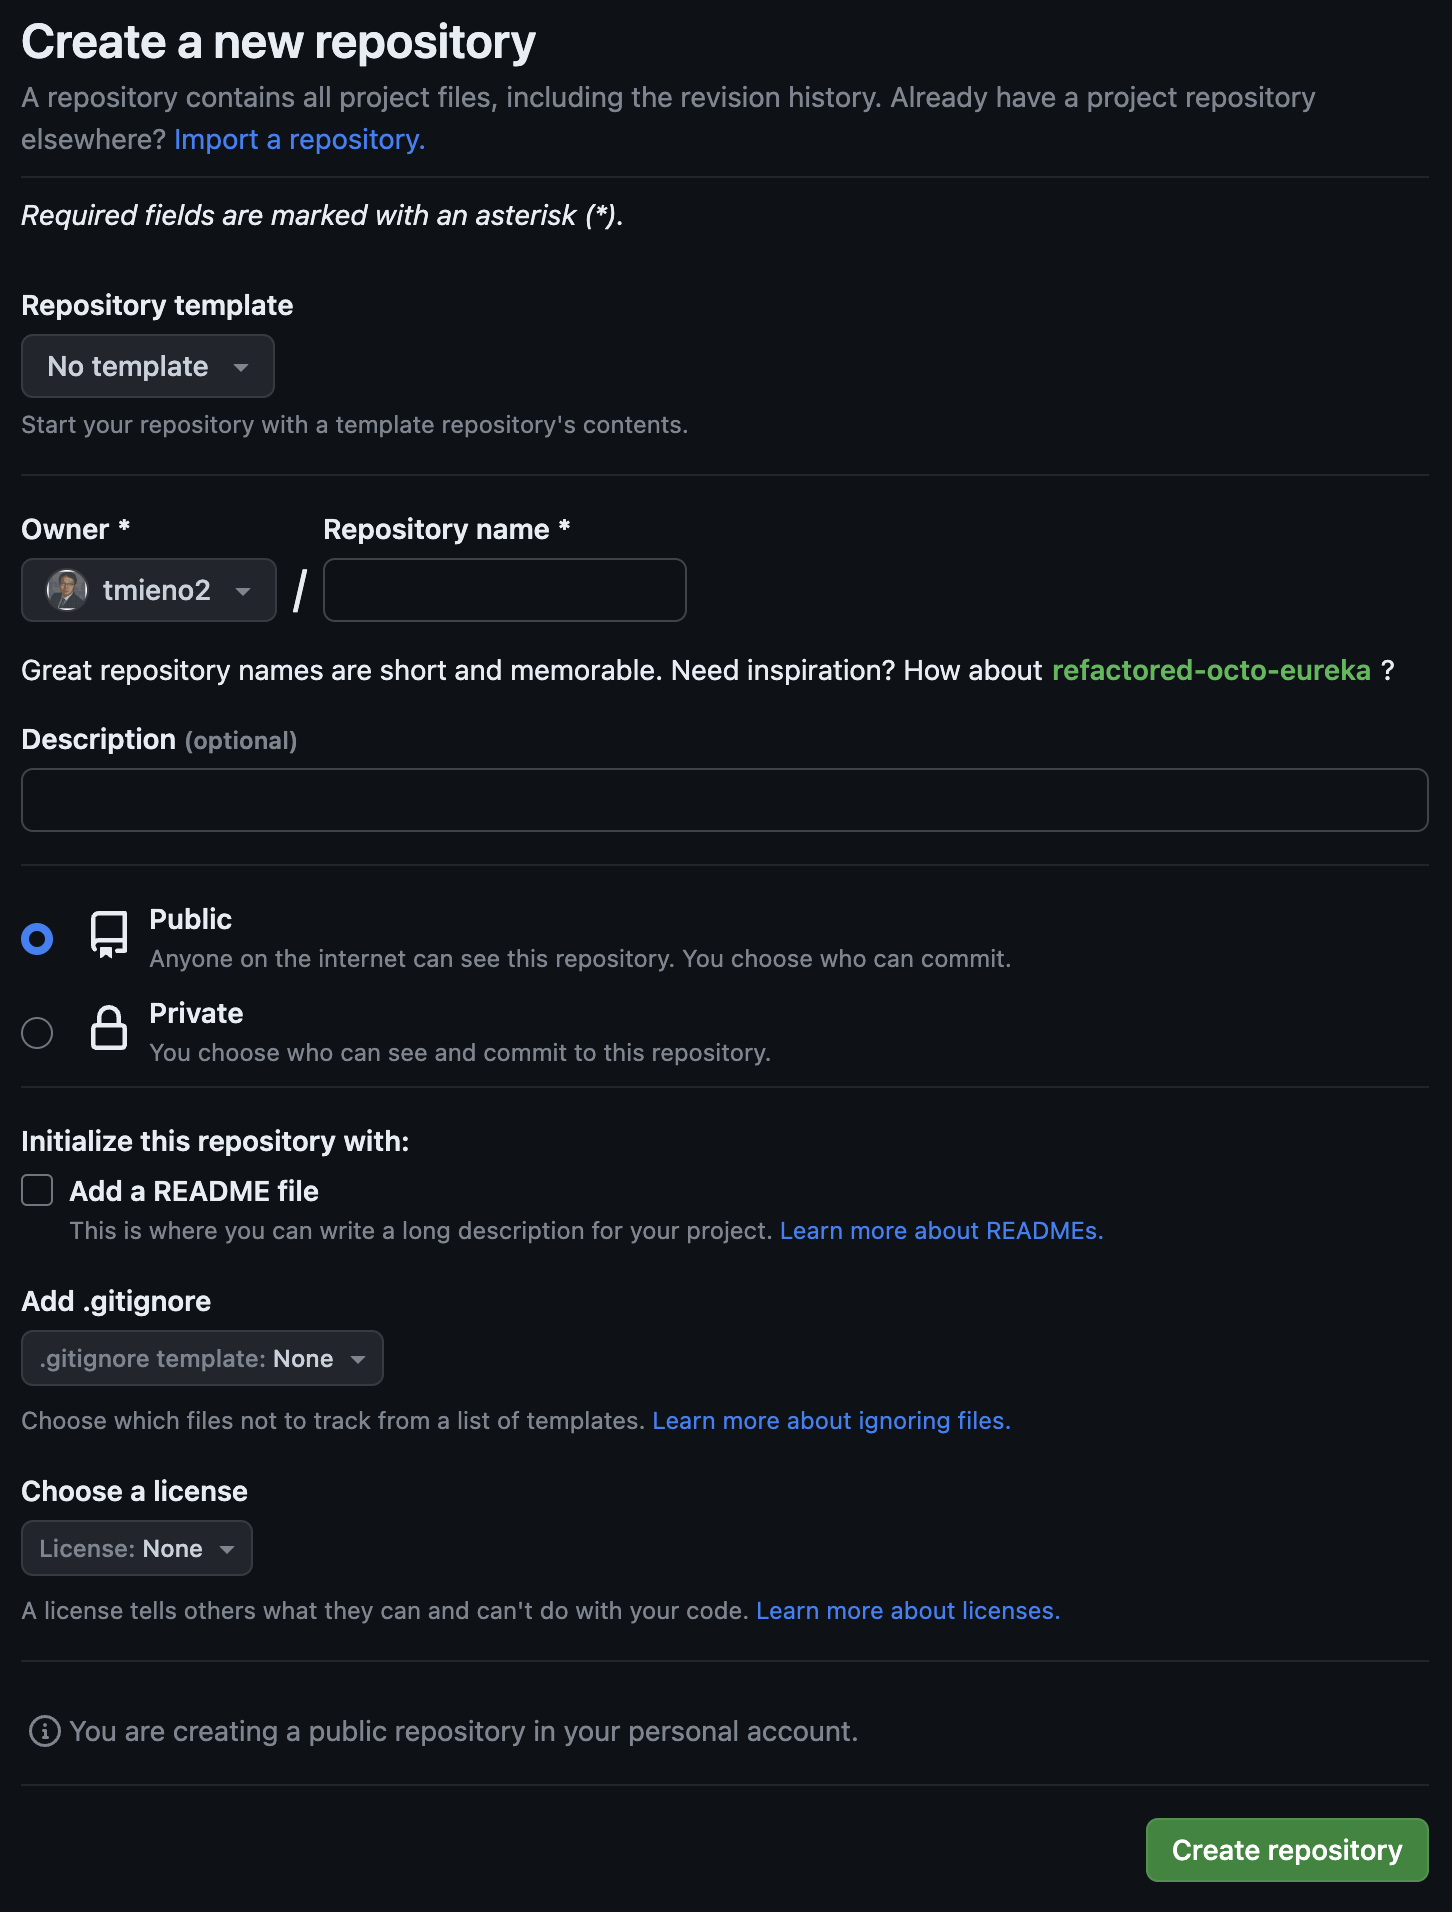 Create a new repository
A repository contains all project files, including the revision history. Already have a project repository
elsewhere? Import a repository.
Required fields are marked with an asterisk (*).
Repository template
No template
Start your repository with a template repository's contents.
Owner * Repository name *
tmieno2 /
Great repository names are short and memorable. Need inspiration? How about refactored-octo-eureka ?
Description (optional)
Public
Anyone on the internet can see this repository. You choose who can commit.
Private
You choose who can see and commit to this repository.
Initialize this repository with:
Add a README file
This is where you can write a long description for your project. Learn more about READMEs.
Add .gitignore
.gitignore template: None
Choose which files not to track from a list of templates. Learn more about ignoring files.
Choose a license
License: None
A license tells others what they can and can't do with your code. Learn more about licenses.
You are creating a public repository in your personal account.
Create repository